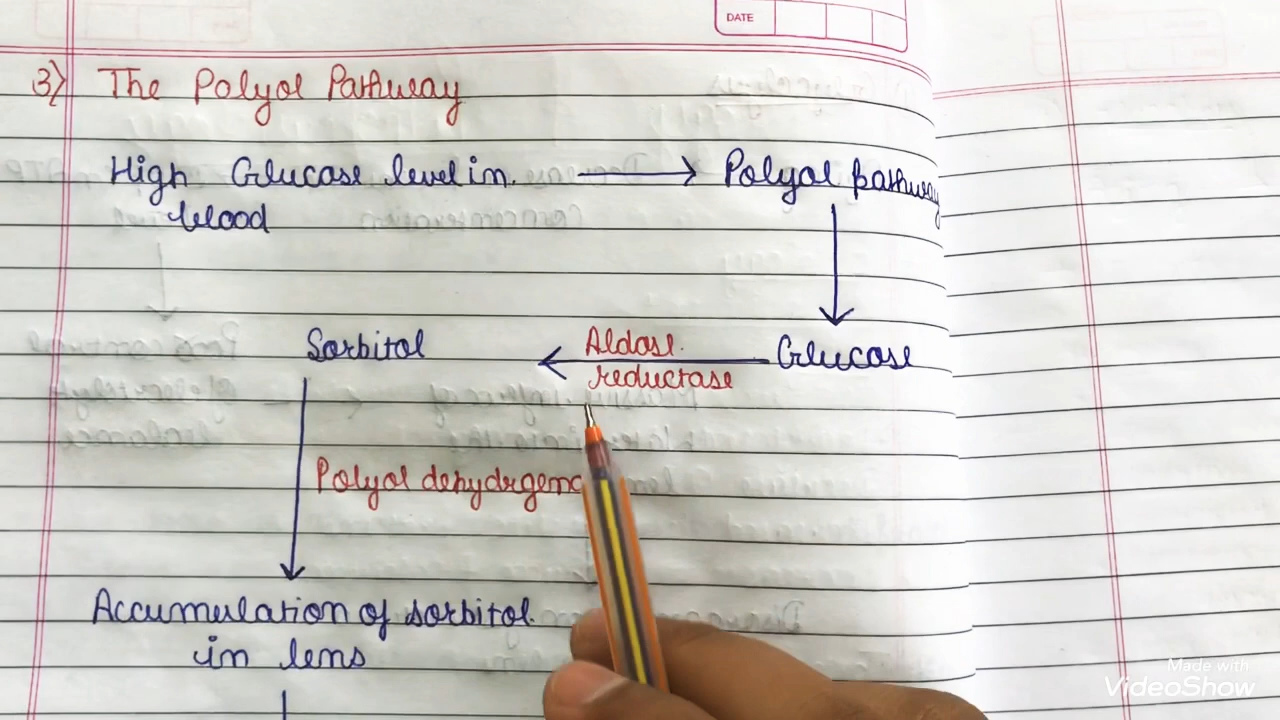 DATE
3) The Polyol Pathway
High Glucose level in → Polyol pathway
blood
Sorbitol ← Aldose Glucose
reductase
Polyol dehydrgena
Accumulation of sorbitol
in lens
Made with
VideoShow